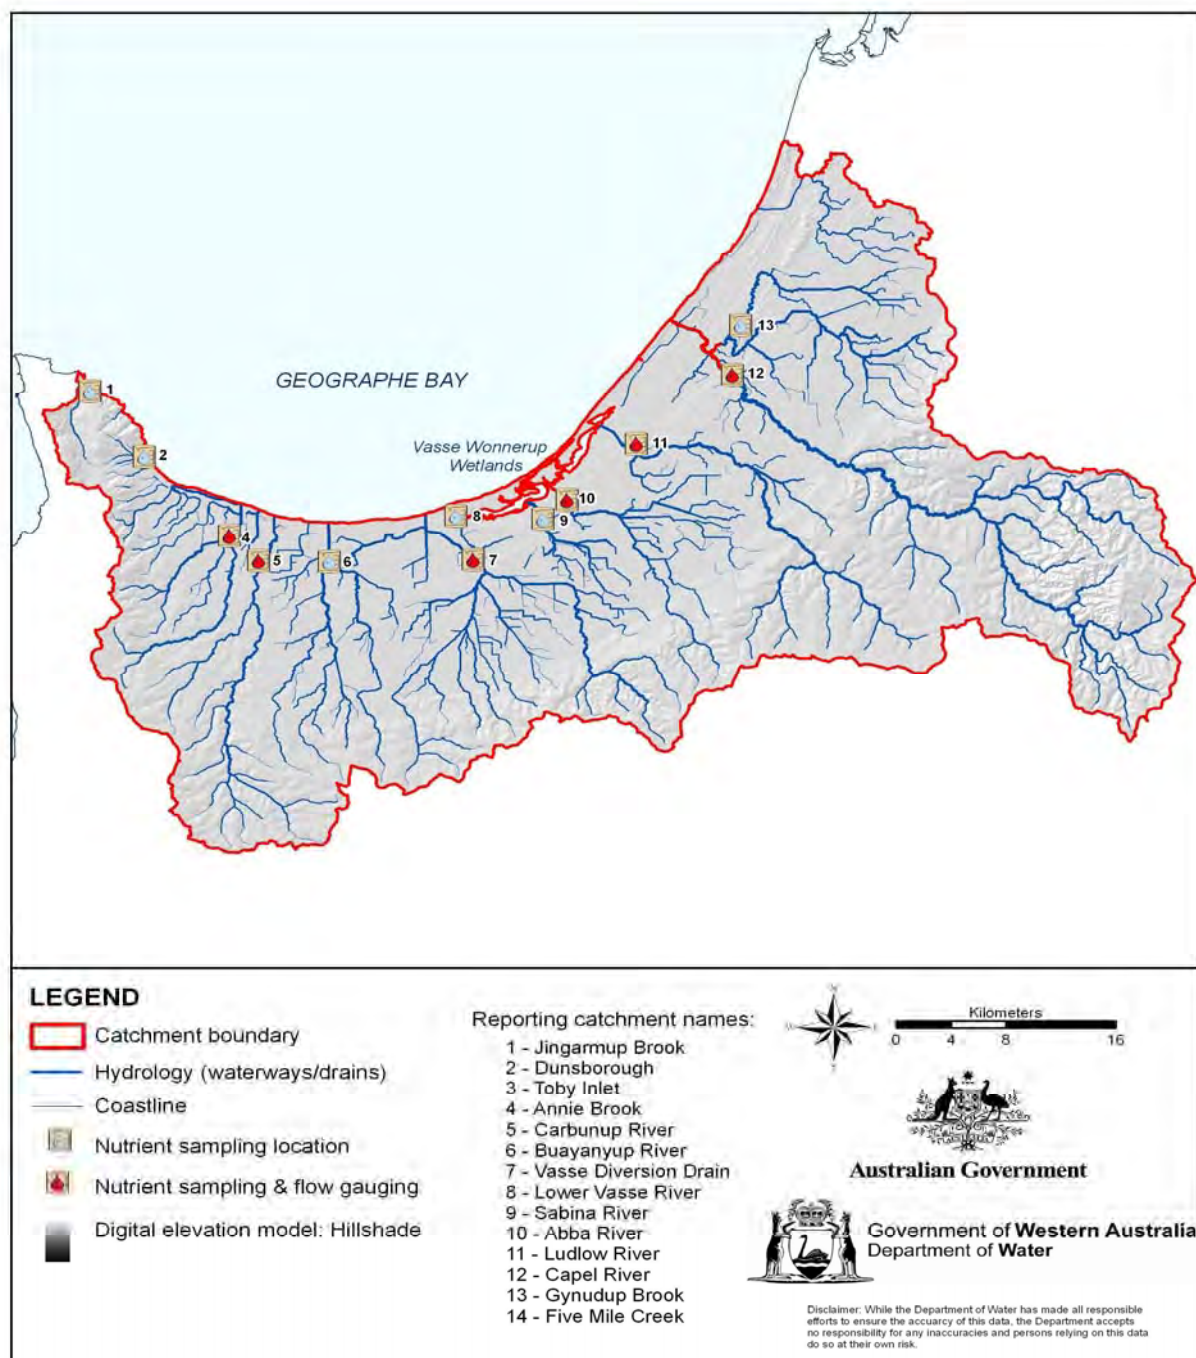 13
12
GEOGRAPHE BAY
1
Vasse Wonnerup
Wetlands
11
2
10
8
9
4
5
6
7
LEGEND
Catchment boundary
Hydrology (waterways/drains)
Coastline
Nutrient sampling location
Nutrient sampling & flow gauging
Digital elevation model: Hillshade
Reporting catchment names:
1 - Jingarmup Brook
2 - Dunsborough
3 - Toby Inlet
4 - Annie Brook
5 - Carbunup River
6 - Buayanyup River
7 - Vasse Diversion Drain
8 - Lower Vasse River
9 - Sabina River
10 - Abba River
11 - Ludlow River
12 - Capel River
13 - Gynudup Brook
14 - Five Mile Creek
N
W
E
S
Kilometers
0 4 8 16
Australian Government
Government of Western Australia
Department of Water
Disclaimer: While the Department of Water has made all responsible
efforts to ensure the accuarcy of this data, the Department accepts
no responsibility for any inaccuracies and persons relying on this data
do so at their own risk.